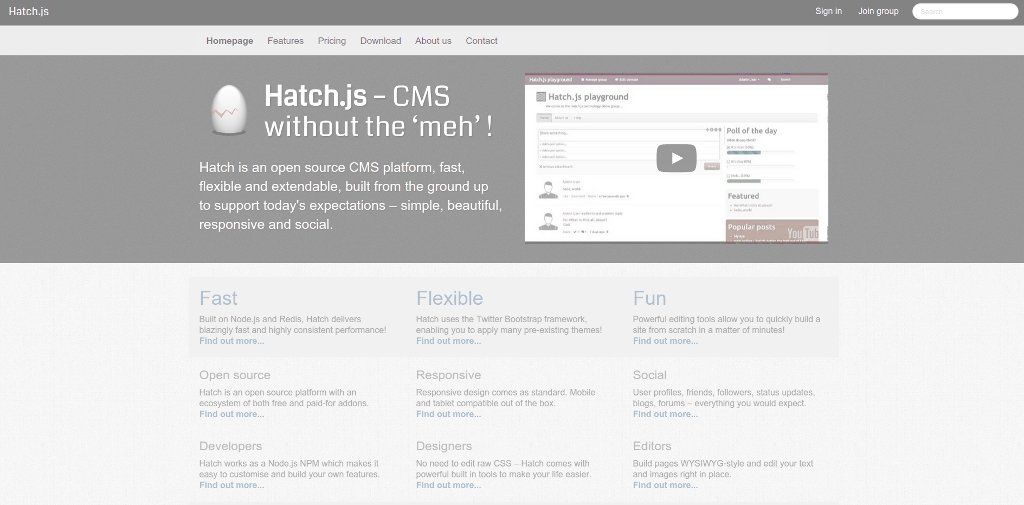 Hatch.js
Sign in
Join group
Search
Homepage
Features
Pricing
Download
About us
Contact
Hatch.js – CMS
without the ‘meh’ !
Hatch is an open source CMS platform, fast,
flexible and extendable, built from the ground up
to support today's expectations – simple, beautiful,
responsive and social.
Hatch.js playground
Hatch.js playground
Poll of the day
Featured
Popular posts
YouTube
Fast
Built on Node.js and Redis, Hatch delivers
blazingly fast and highly consistent performance!
Find out more...
Flexible
Hatch uses the Twitter Bootstrap framework,
enabling you to apply many pre-existing themes!
Find out more...
Fun
Powerful editing tools allow you to quickly build a
site from scratch in a matter of minutes!
Find out more...
Open source
Hatch is an open source platform with an
ecosystem of both free and paid-for addons.
Find out more...
Responsive
Responsive design comes as standard. Mobile
and tablet compatible out of the box.
Find out more...
Social
User profiles, friends, followers, status updates,
blogs, forums – everything you would expect.
Find out more...
Developers
Hatch works as a Node.js NPM which makes it
easy to customise and build your own features.
Find out more...
Designers
No need to edit raw CSS – Hatch comes with
powerful built in tools to make your life easier.
Find out more...
Editors
Build pages WYSIWYG-style and edit your text
and images right in place.
Find out more...